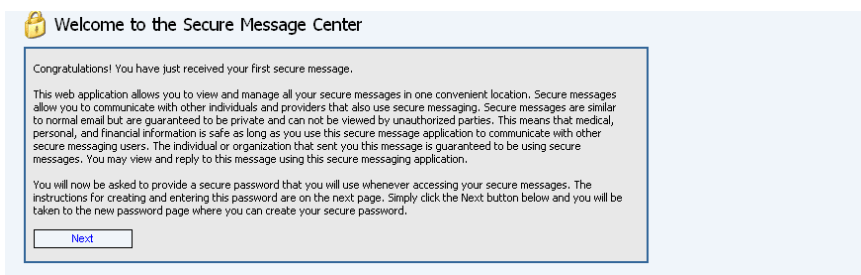 Welcome to the Secure Message Center
Congratulations! You have just received your first secure message.
This web application allows you to view and manage all your secure messages in one convenient location. Secure messages
allow you to communicate with other individuals and providers that also use secure messaging. Secure messages are similar
to normal email but are guaranteed to be private and can not be viewed by unauthorized parties. This means that medical,
personal, and financial information is safe as long as you use this secure message application to communicate with other
secure messaging users. The individual or organization that sent you this message is guaranteed to be using secure
messages. You may view and reply to this message using this secure messaging application.
You will now be asked to provide a secure password that you will use whenever accessing your secure messages. The
instructions for creating and entering this password are on the next page. Simply click the Next button below and you will be
taken to the new password page where you can create your secure password.
Next